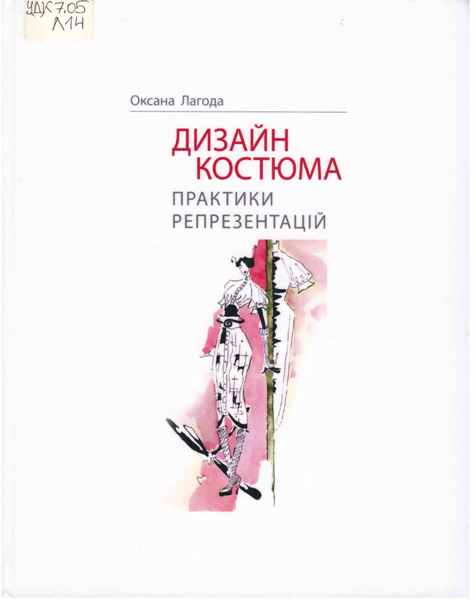 УДК 7.05
Л14
Оксана Лагода
ДИЗАЙН
КОСТЮМА
ПРАКТИКИ
РЕПРЕЗЕНТАЦІЙ